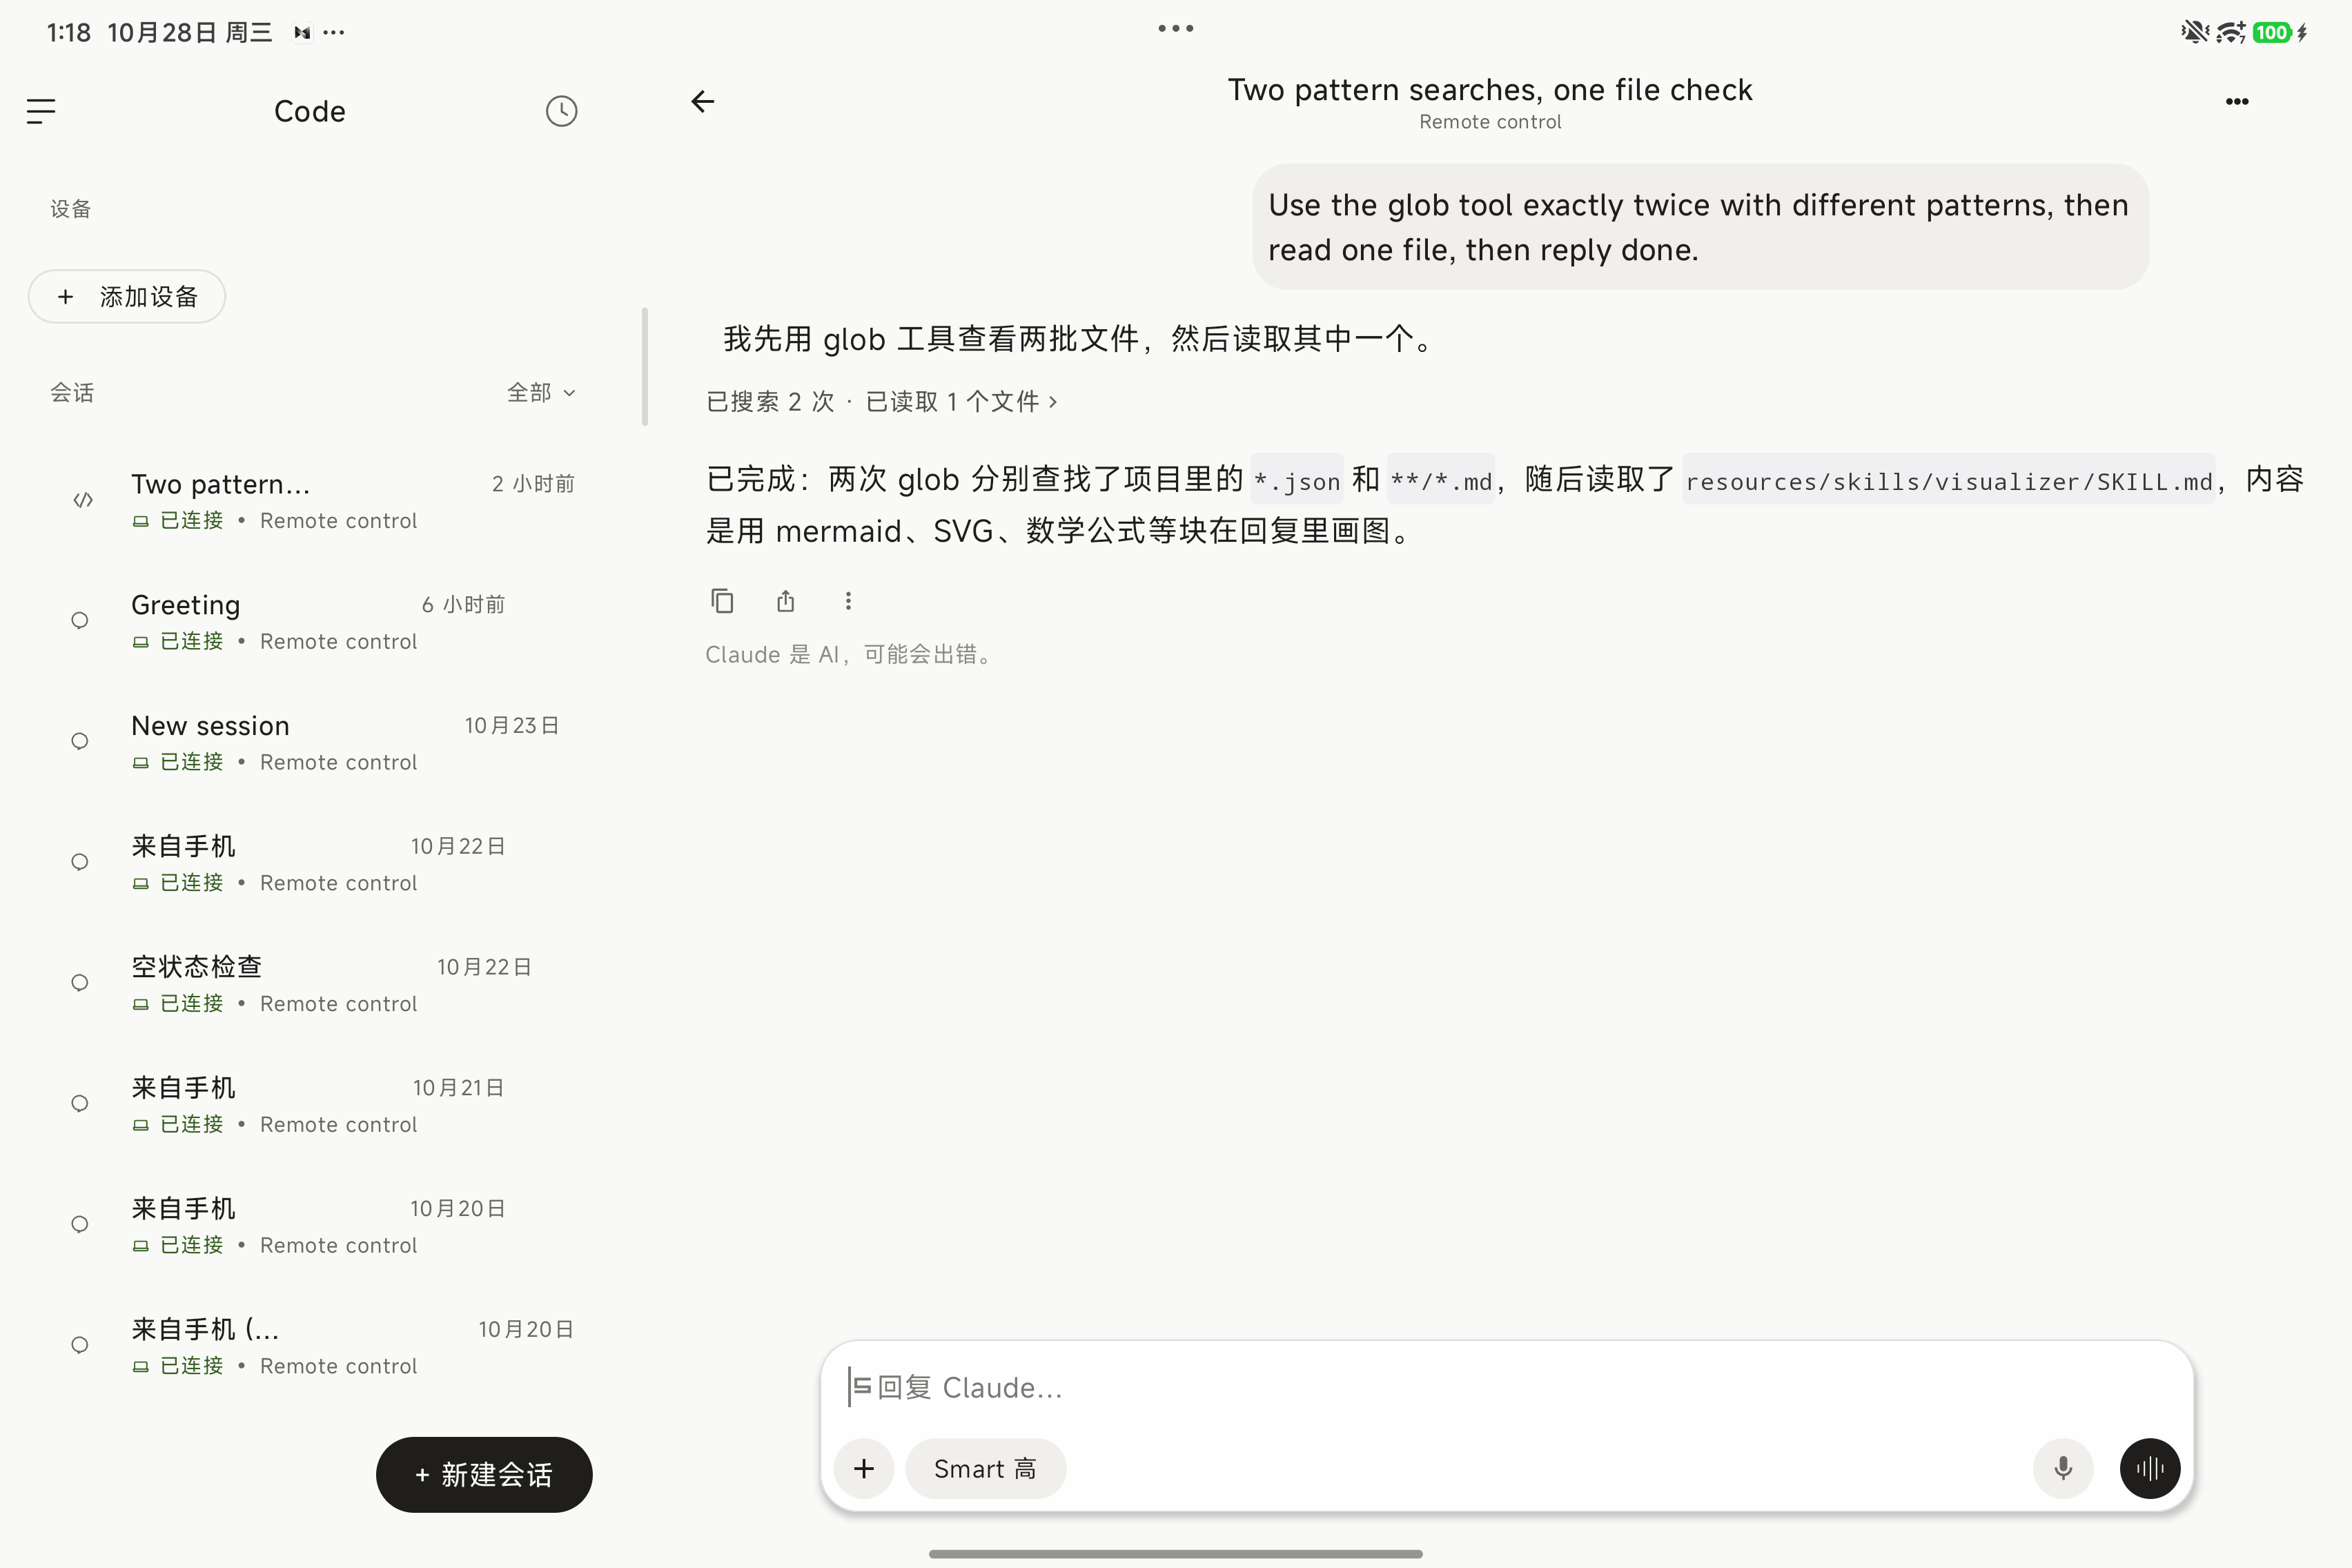 1:18 10月28日 周三
100
Code
设备
+ 添加设备
会话 全部
Two pattern... 2 小时前
已连接 • Remote control
Greeting 6 小时前
已连接 • Remote control
New session 10月23日
已连接 • Remote control
来自手机 10月22日
已连接 • Remote control
空状态检查 10月22日
已连接 • Remote control
来自手机 10月21日
已连接 • Remote control
来自手机 10月20日
已连接 • Remote control
来自手机 (... 10月20日
已连接 • Remote control
+ 新建会话
Two pattern searches, one file check
Remote control
Use the glob tool exactly twice with different patterns, then
read one file, then reply done.
我先用 glob 工具查看两批文件，然后读取其中一个。
已搜索 2 次 · 已读取 1 个文件 >
已完成：两次 glob 分别查找了项目里的 *.json 和 **/*.md，随后读取了 resources/skills/visualizer/SKILL.md，内容
是用 mermaid、SVG、数学公式等块在回复里画图。
Claude 是 AI，可能会出错。
回复 Claude...
+ Smart 高